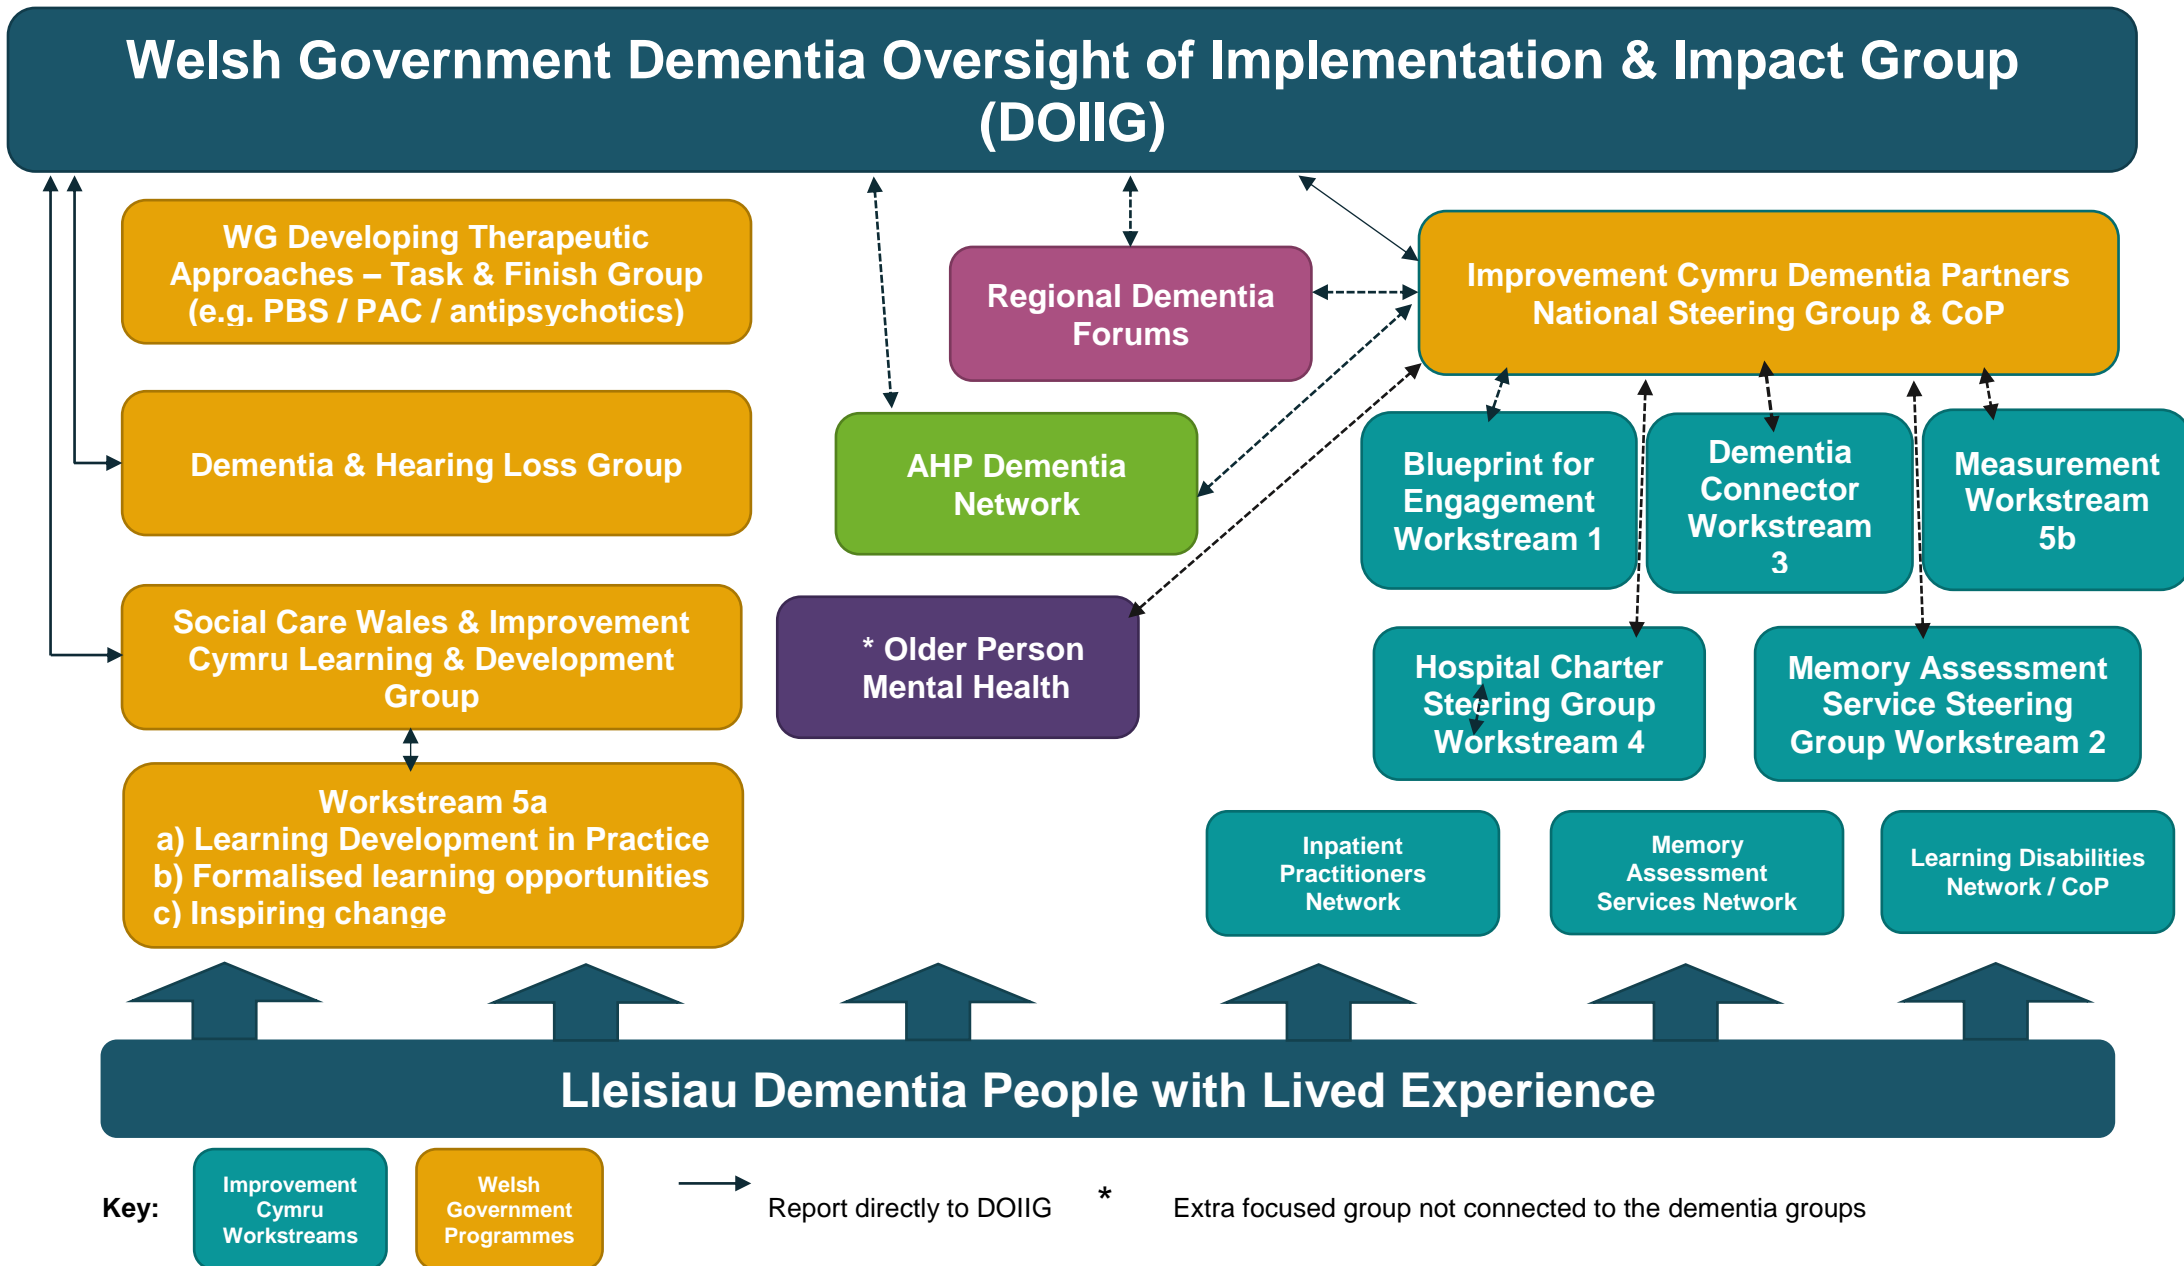 Welsh Government Dementia Oversight of Implementation & Impact Group
(DOIIG)
WG Developing Therapeutic
Approaches – Task & Finish Group
(e.g. PBS / PAC / antipsychotics)
Regional Dementia
Forums
Improvement Cymru Dementia Partners
National Steering Group & CoP
Dementia & Hearing Loss Group
AHP Dementia
Network
Blueprint for
Engagement
Workstream 1
Dementia
Connector
Workstream
3
Measurement
Workstream
5b
Social Care Wales & Improvement
Cymru Learning & Development
Group
* Older Person
Mental Health
Hospital Charter
Steering Group
Workstream 4
Memory Assessment
Service Steering
Group Workstream 2
Workstream 5a
a) Learning Development in Practice
b) Formalised learning opportunities
c) Inspiring change
Inpatient
Practitioners
Network
Memory
Assessment
Services Network
Learning Disabilities
Network / CoP
Lleisiau Dementia People with Lived Experience
Key:
Improvement
Cymru
Workstreams
Welsh
Government
Programmes
Report directly to DOIIG
* Extra focused group not connected to the dementia groups